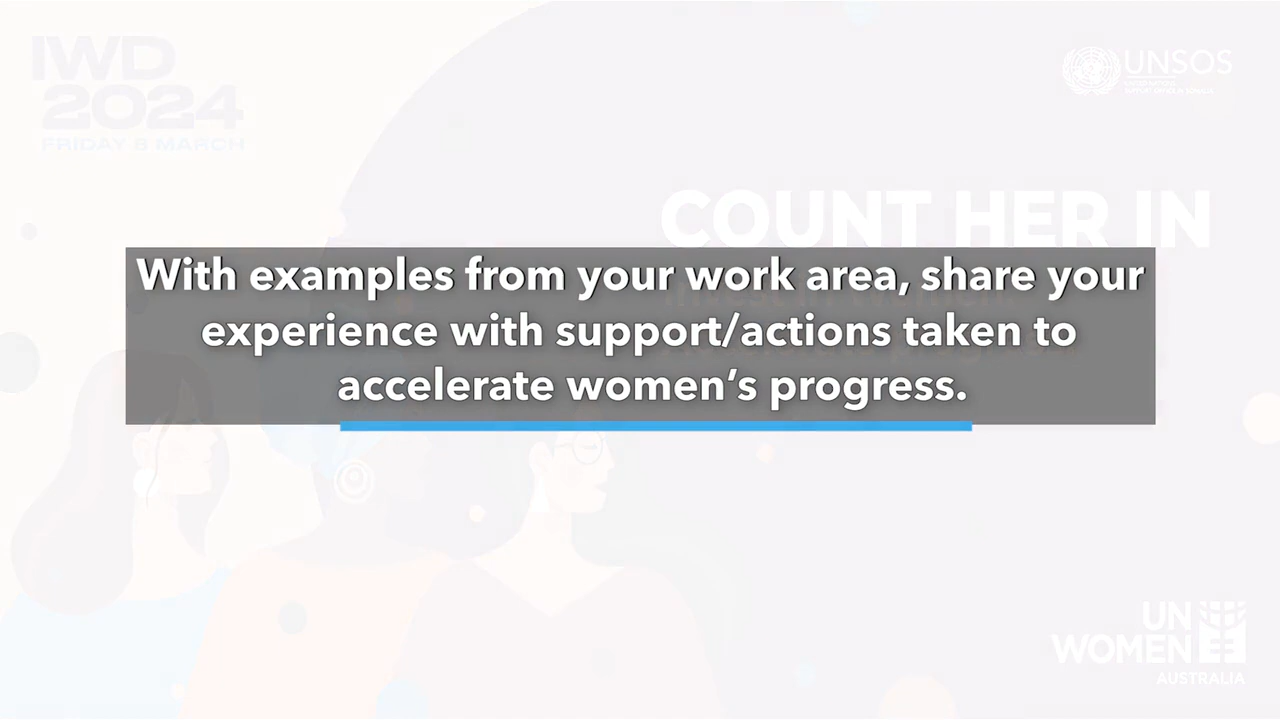 IWD
2024
FRIDAY 8 MARCH
UNSOS
COUNT HER IN
With examples from your work area, share your
experience with support/actions taken to
accelerate women’s progress.
UN
WOMEN
AUSTRALIA